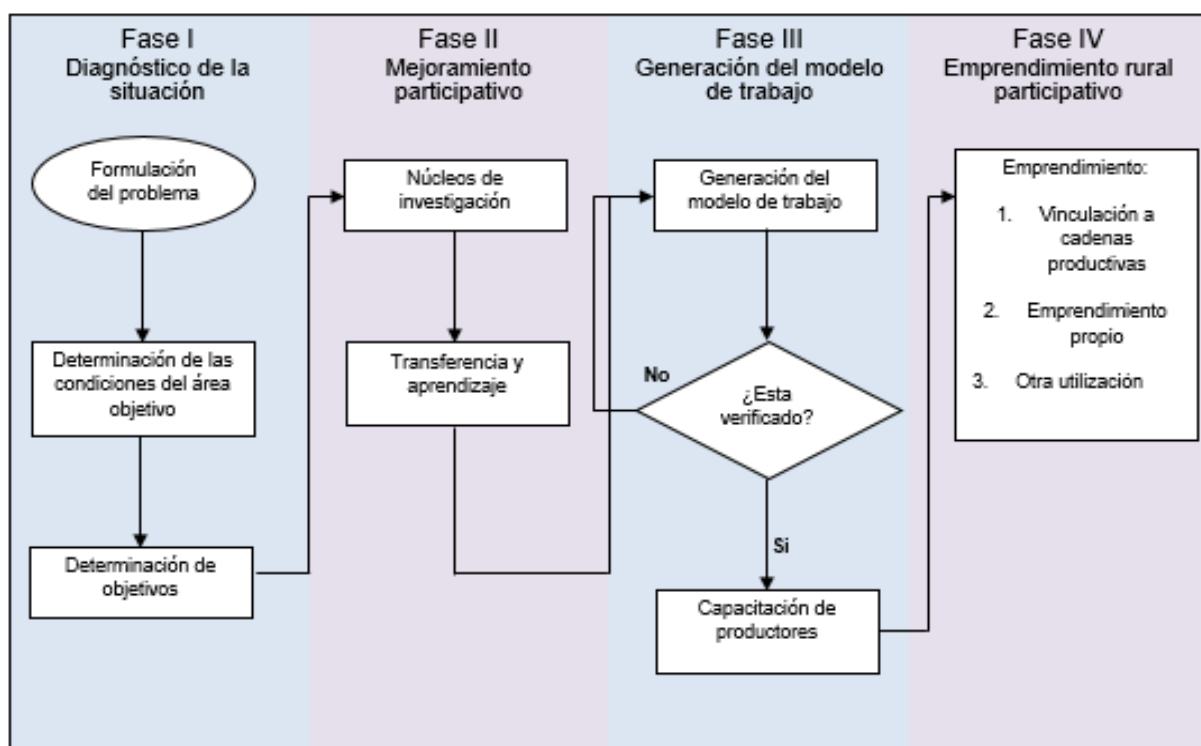 Fase I
Diagnóstico de la
situación
Formulación
del problema
Determinación de las
condiciones del área
objetivo
Determinación de
objetivos
Fase II
Mejoramiento
participativo
Núcleos de
investigación
Transferencia y
aprendizaje
Fase III
Generación del modelo
de trabajo
Generación del
modelo de trabajo
No
¿Esta
verificado?
Si
Capacitación de
productores
Fase IV
Emprendimiento rural
participativo
Emprendimiento:
1. Vinculación a
cadenas
productivas
2. Emprendimiento
propio
3. Otra utilización